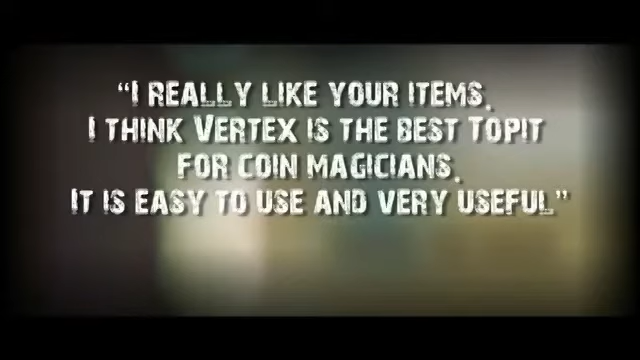 “I REALLY LIKE YOUR ITEMS.
I THINK VERTEX IS THE BEST TOPIT
FOR COIN MAGICIANS.
IT IS EASY TO USE AND VERY USEFUL”